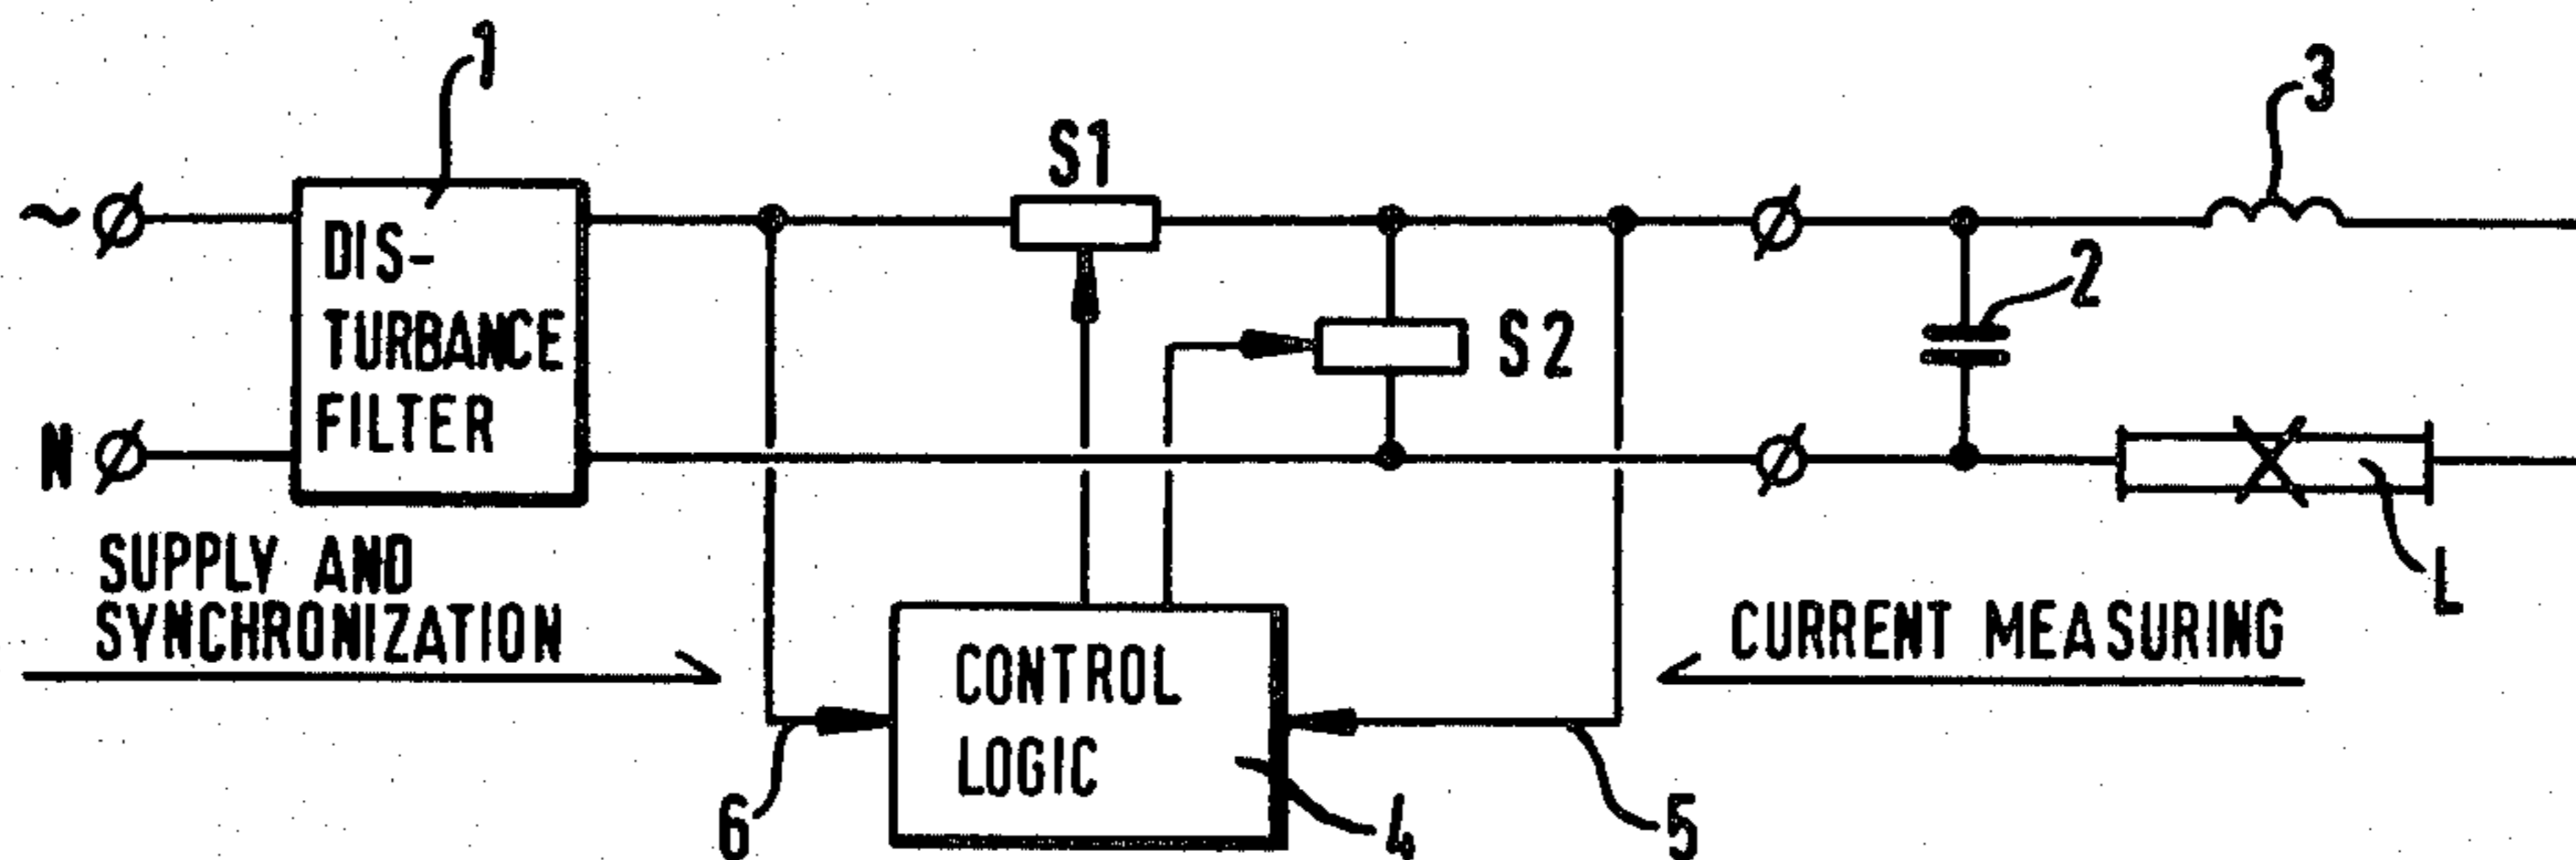 1
3
S1
~
DIS-
TURBANCE
FILTER
2
S2
N
SUPPLY AND
SYNCHRONIZATION
L
CURRENT MEASURING
CONTROL
LOGIC
6
4
5